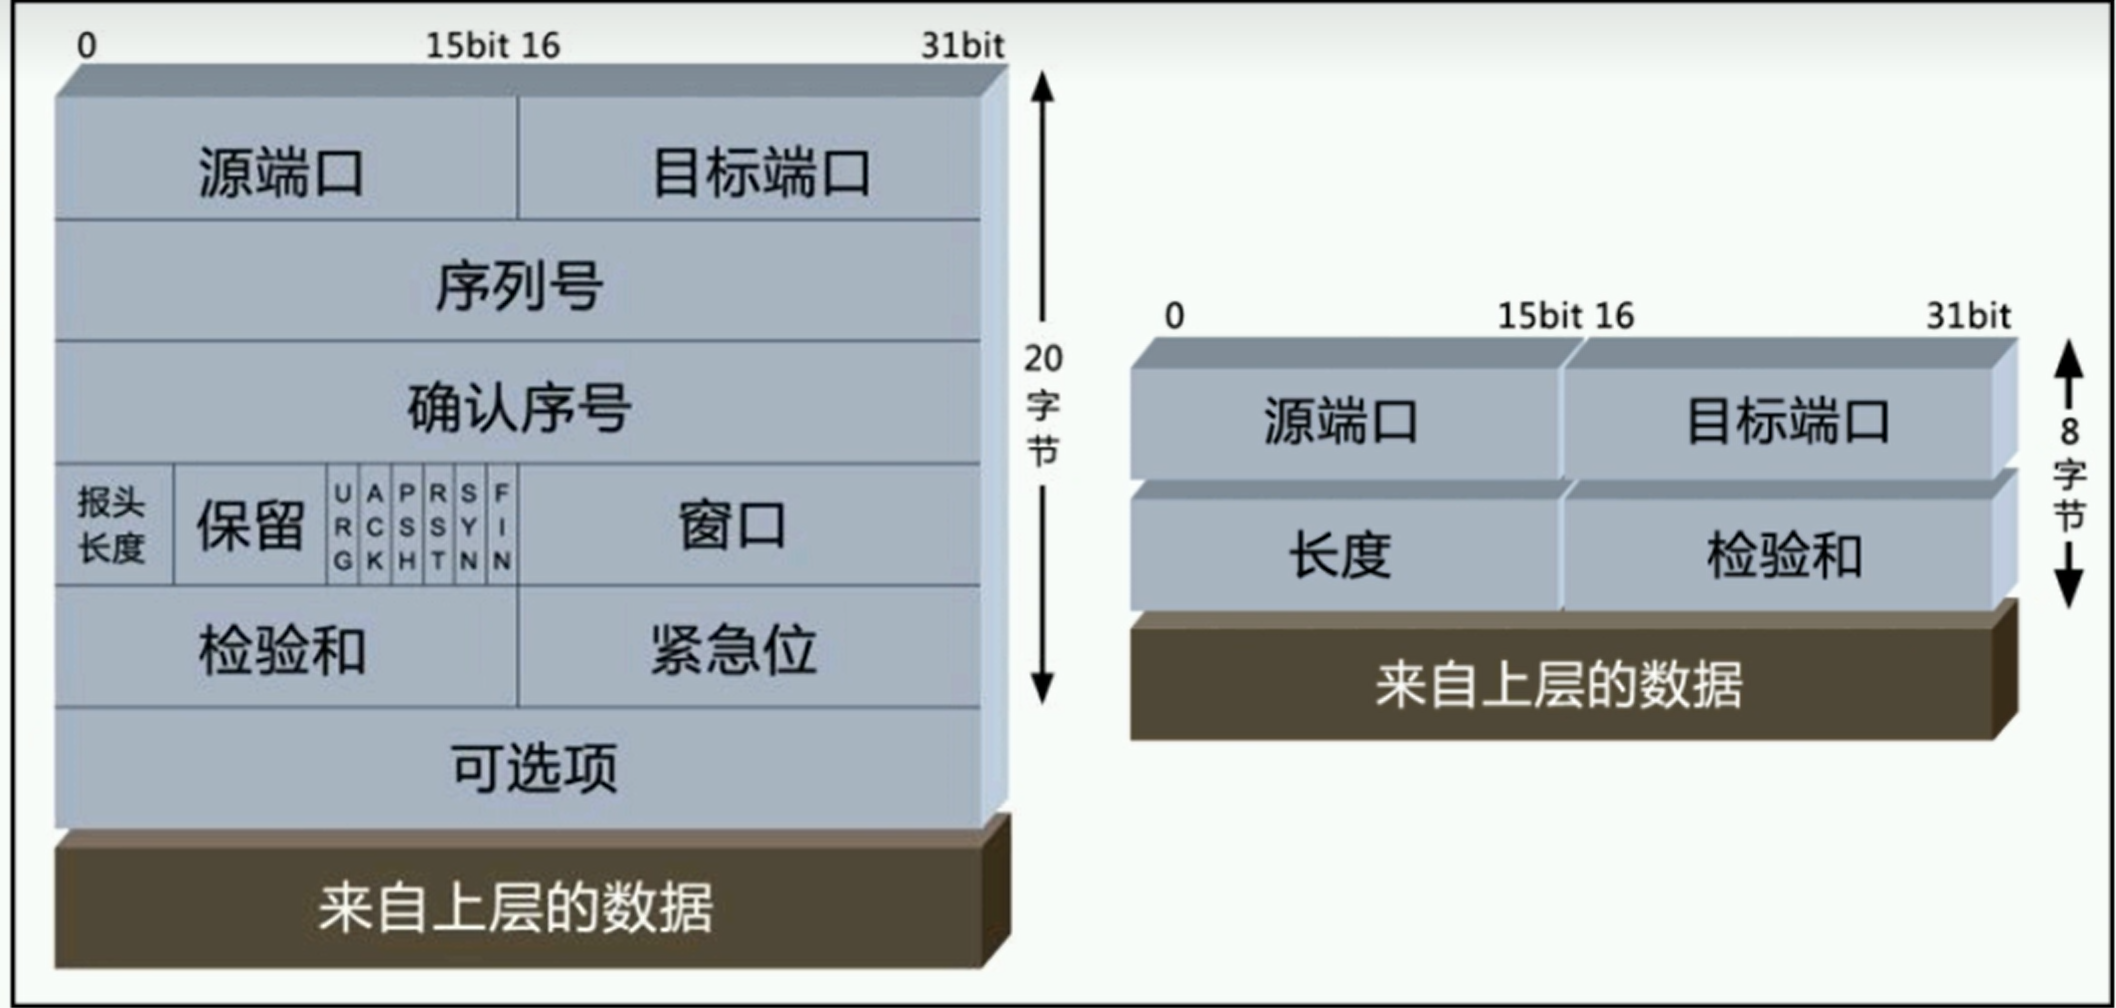 0 15bit 16 31bit
源端口 目标端口
序列号
确认序号
报头长度 保留 URG ACK PSH RST SYN FIN 窗口
检验和 紧急位
可选项
来自上层的数据
20字节
0 15bit 16 31bit
源端口 目标端口
长度 检验和
来自上层的数据
8字节